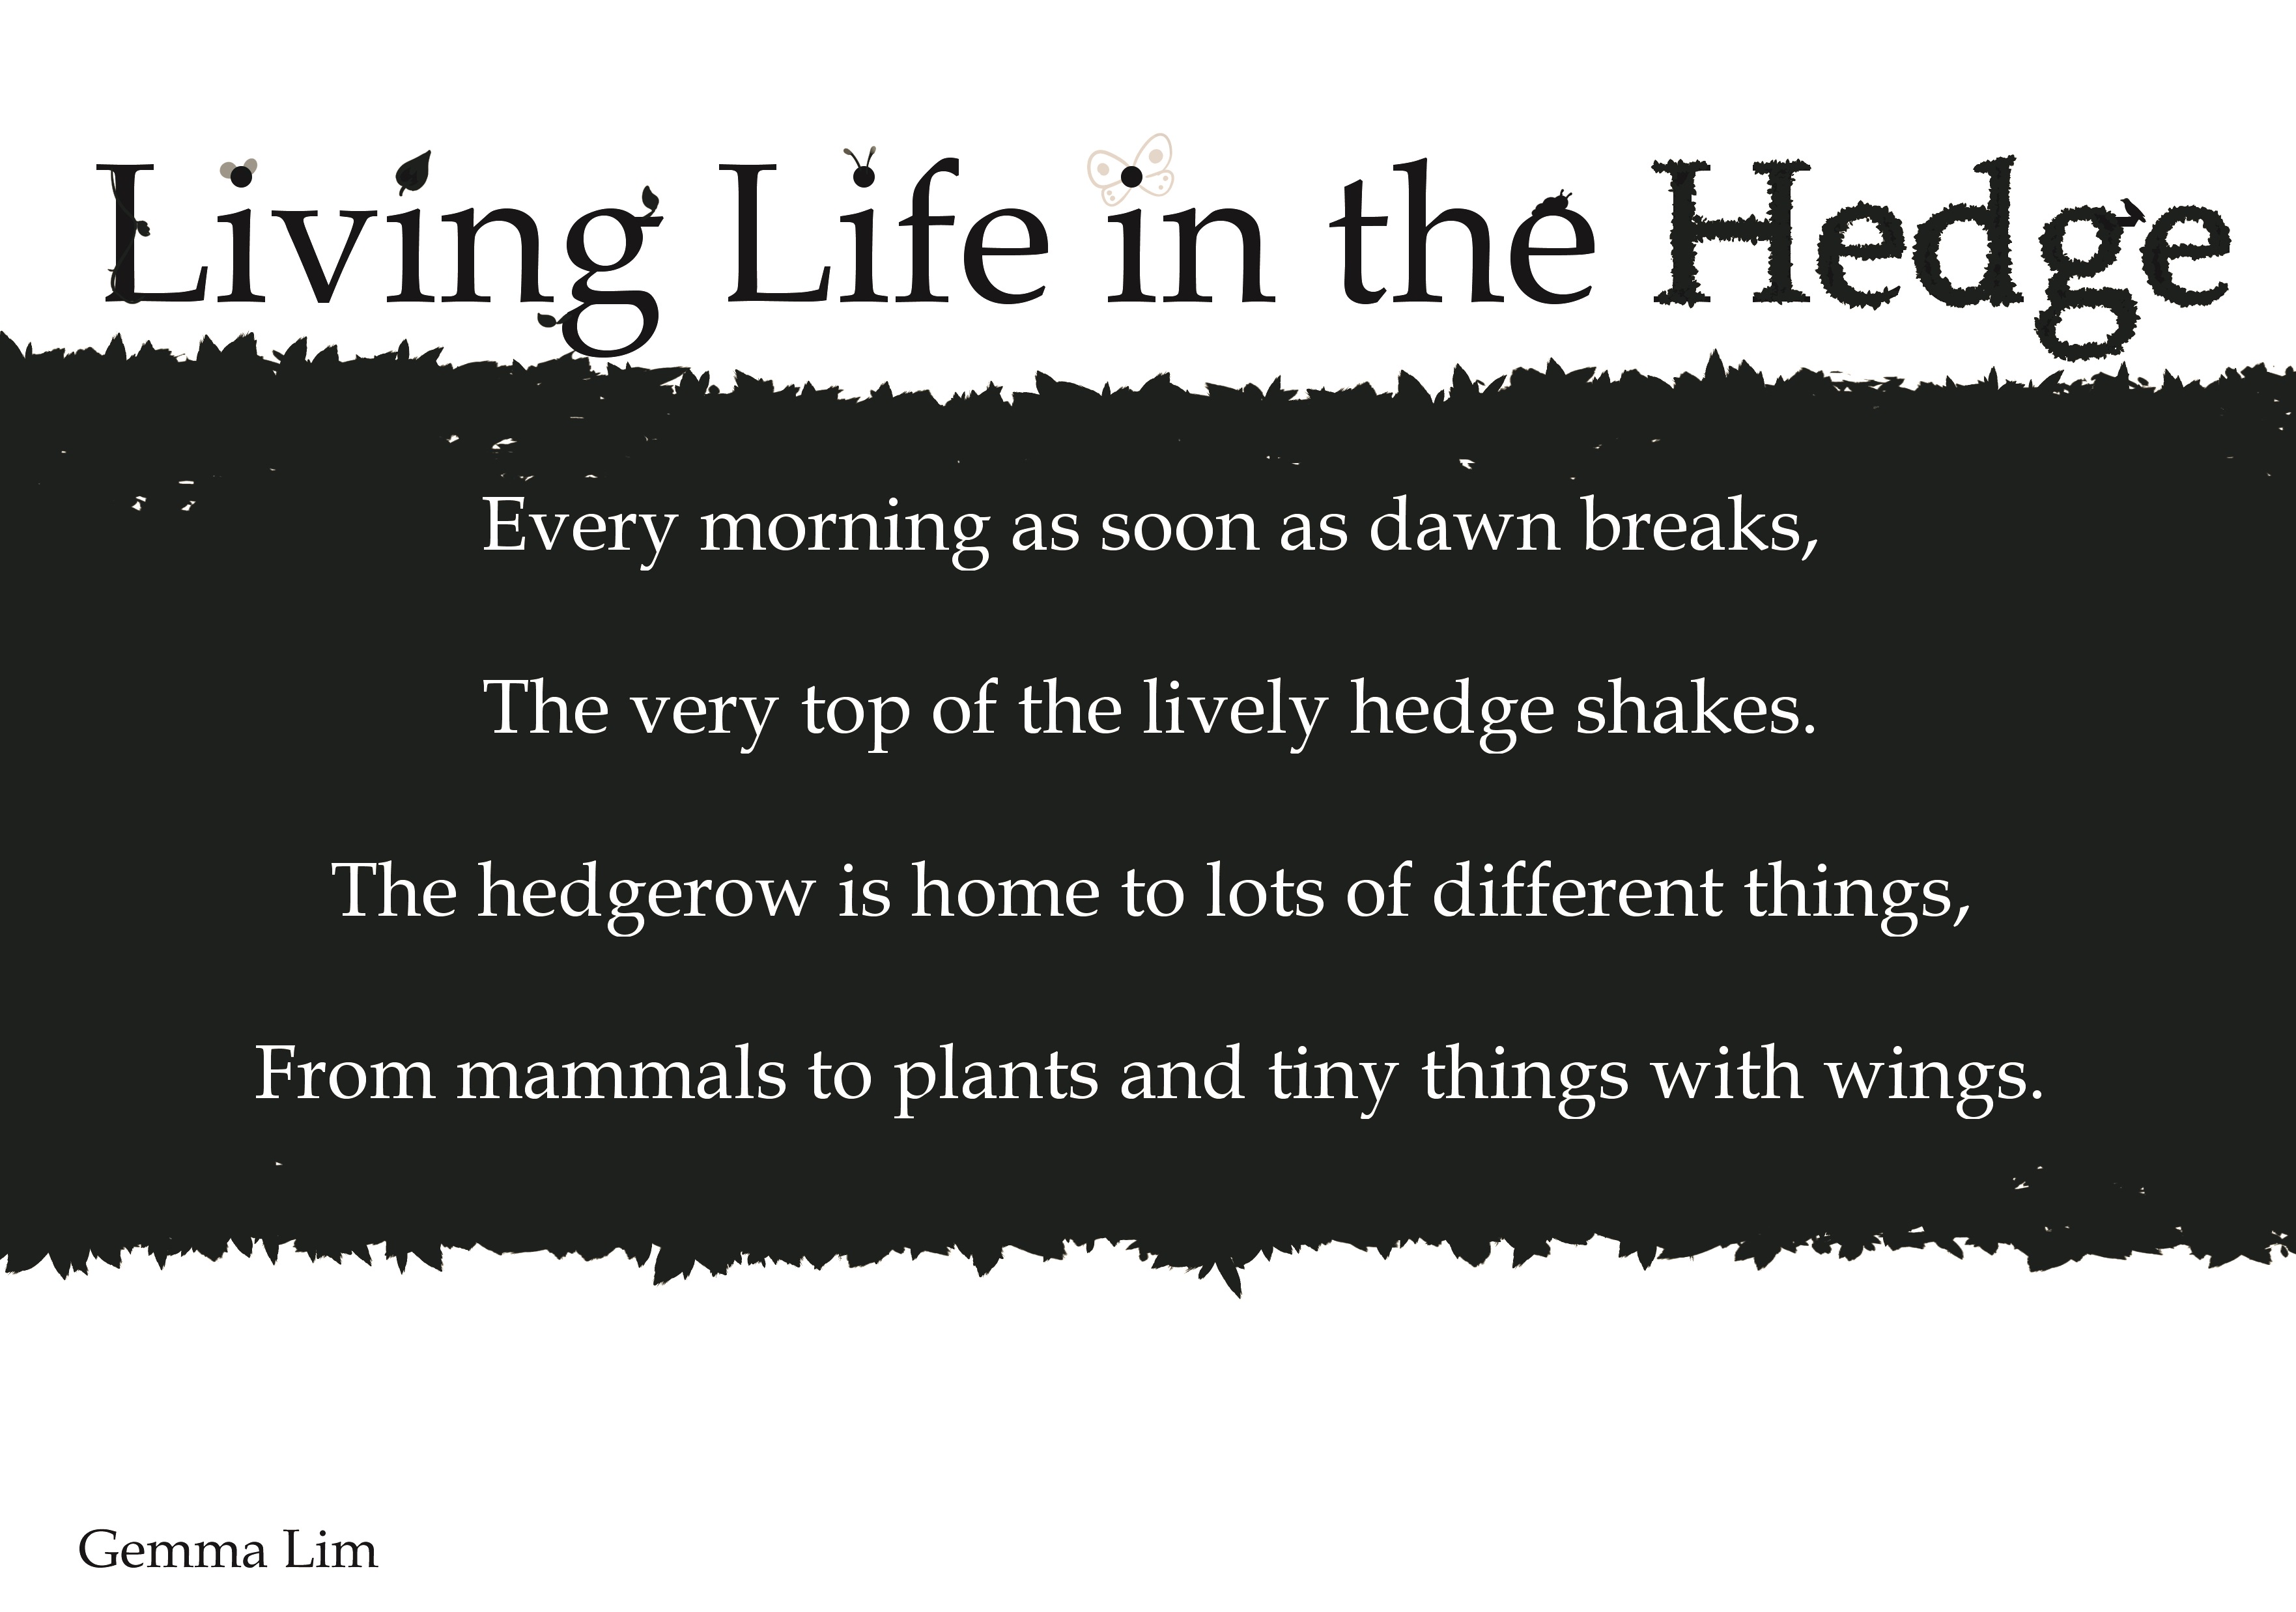 Living Life in the Hedge
Every morning as soon as dawn breaks,
The very top of the lively hedge shakes.
The hedgerow is home to lots of different things,
From mammals to plants and tiny things with wings.
Gemma Lim